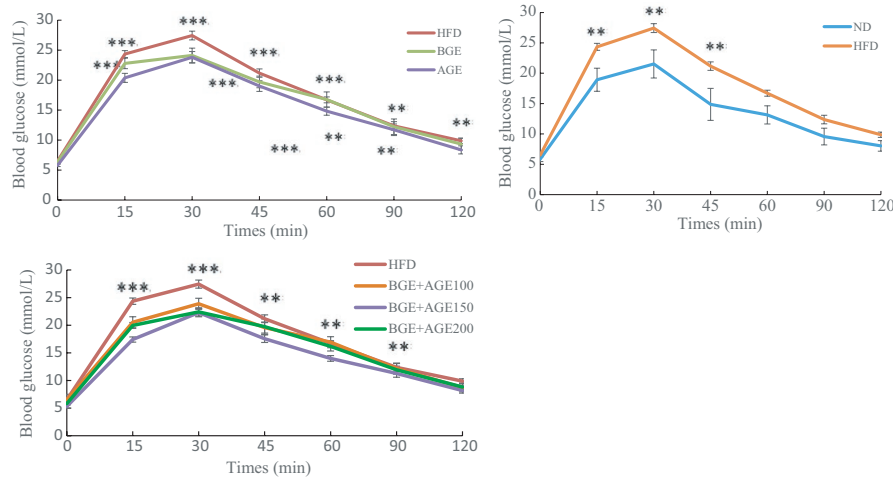 Blood glucose (mmol/L)
30
25
20
15
10
5
0
0 15 30 45 60 90 120
Times (min)
HFD
BGE
AGE
*** *** *** *** ** **
*** *** *** ** **
Blood glucose (mmol/L)
30
25
20
15
10
5
0
0 15 30 45 60 90 120
Times (min)
ND
HFD
** ** **
Blood glucose (mmol/L)
30
25
20
15
10
5
0
0 15 30 45 60 90 120
Times (min)
HFD
BGE+AGE100
BGE+AGE150
BGE+AGE200
*** *** ** ** **